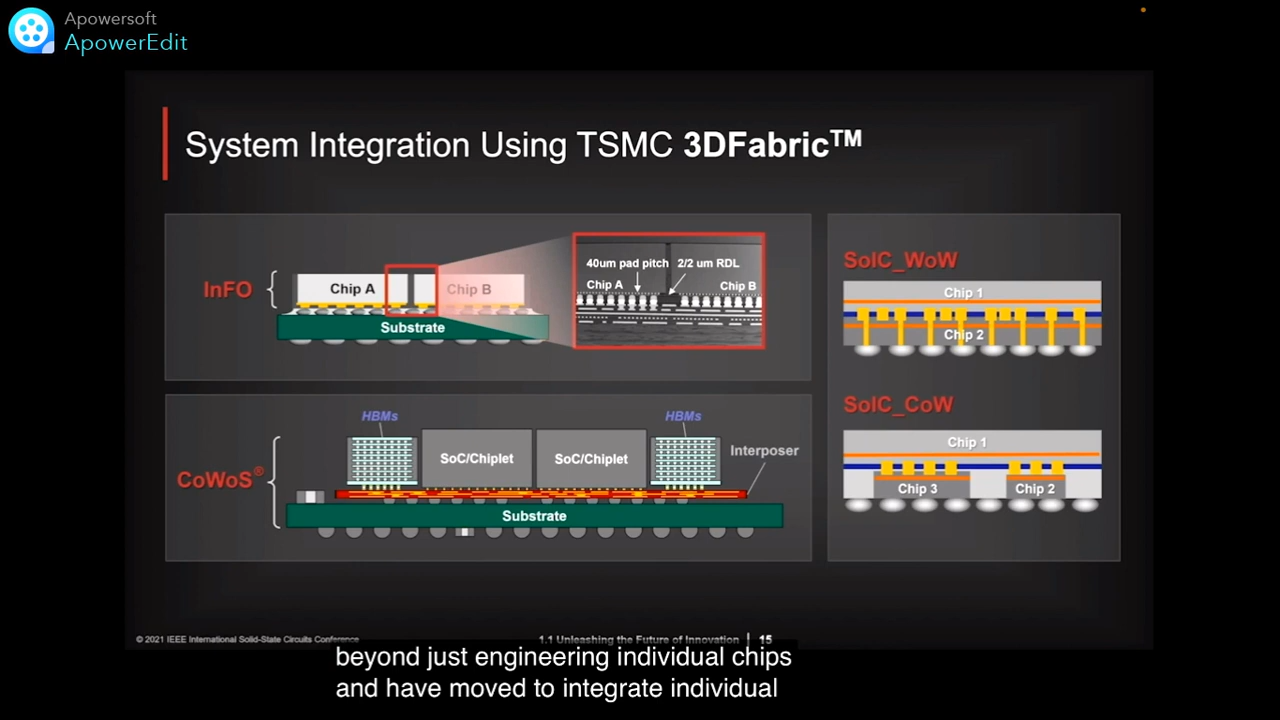 Apowersoft
ApowerEdit
System Integration Using TSMC 3DFabric™
InFO
Chip A
Chip B
Substrate
40um pad pitch
2/2 um RDL
Chip A
Chip B
CoWoS®
HBMs
HBMs
SoC/Chiplet
SoC/Chiplet
Interposer
Substrate
SoIC_WoW
Chip 1
Chip 2
SoIC_CoW
Chip 1
Chip 3
Chip 2
© 2021 IEEE International Solid-State Circuits Conference
1.1 Unleashing the Future of Innovation | 15
beyond just engineering individual chips
and have moved to integrate individual